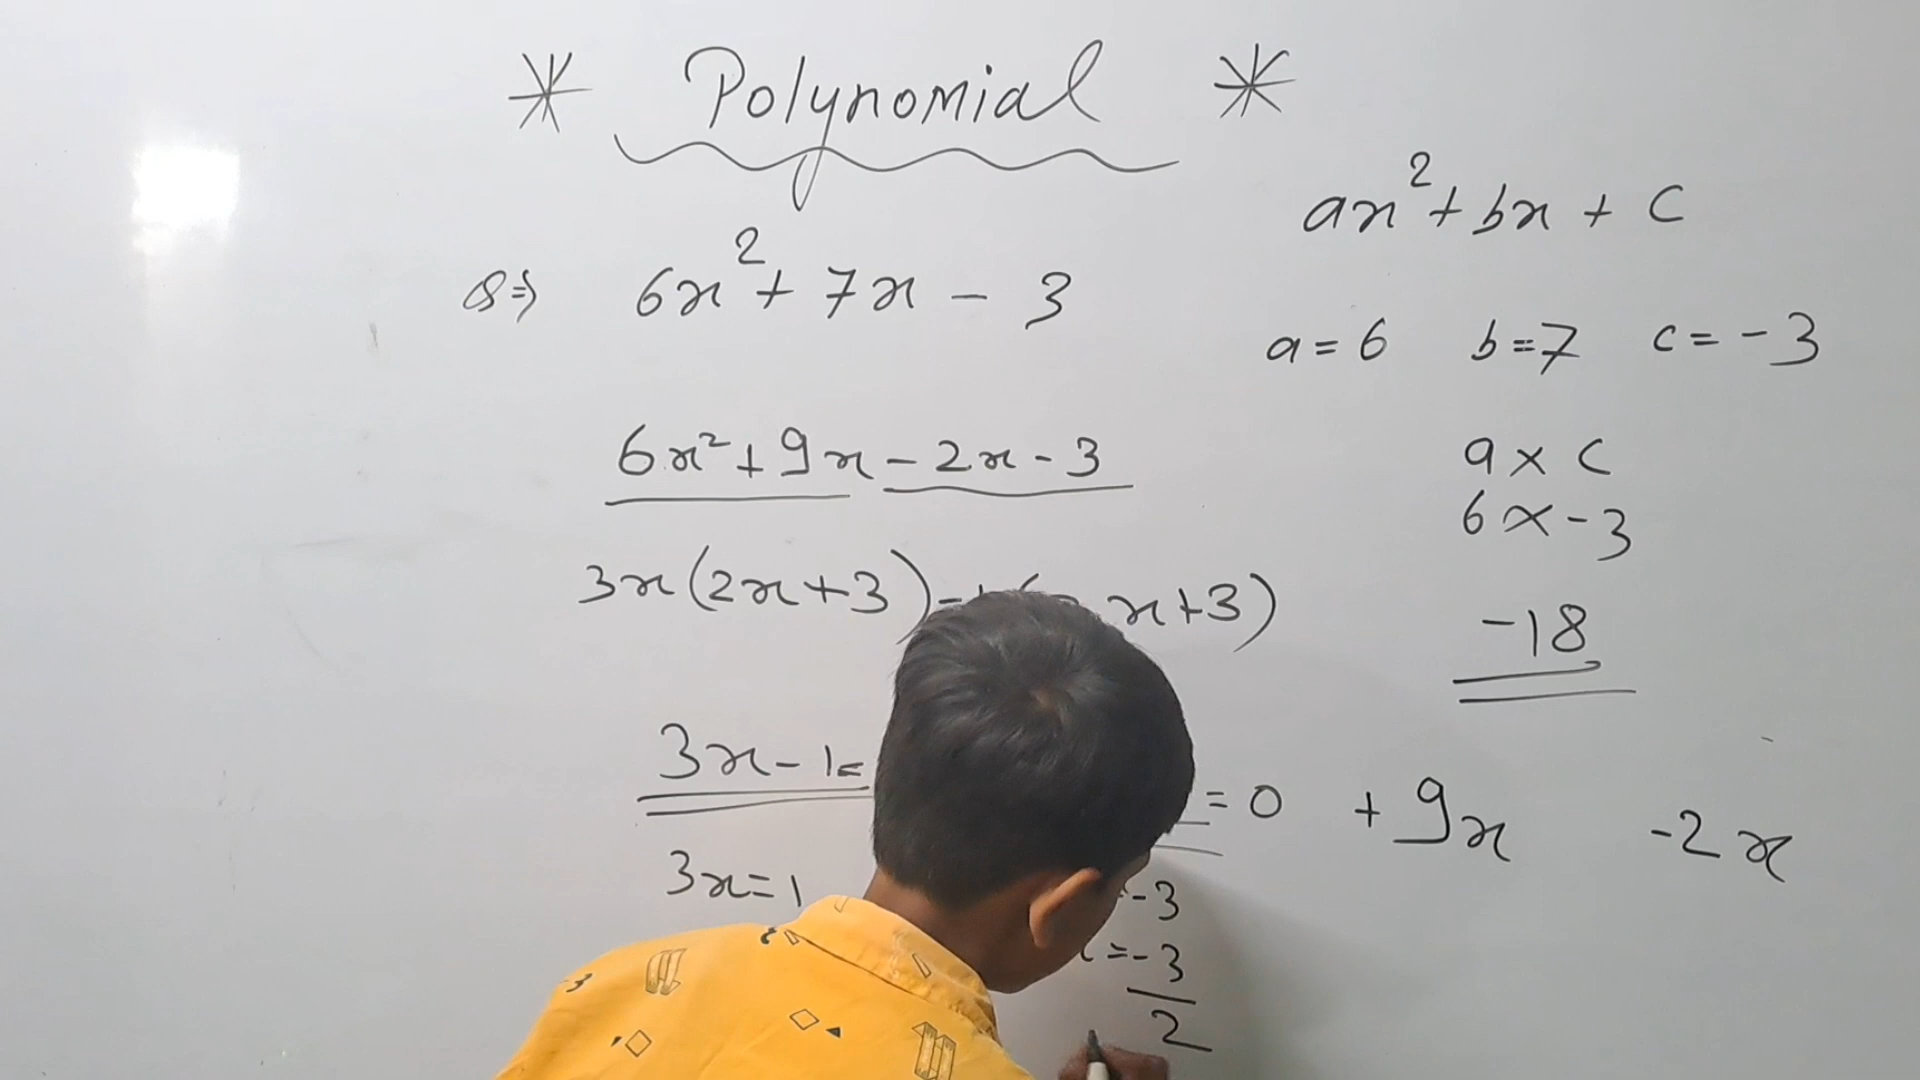 * Polynomial *
ax²+ bx + c
Q⇒ 6x²+ 7x - 3
a = 6 b=7 c= -3
6x²+9x-2x-3
a x c
6 x -3
3x(2x+3)-1( x+3)
-18
3x-1=
=0
+9x -2x
3x=1
=-3
x=-3/2